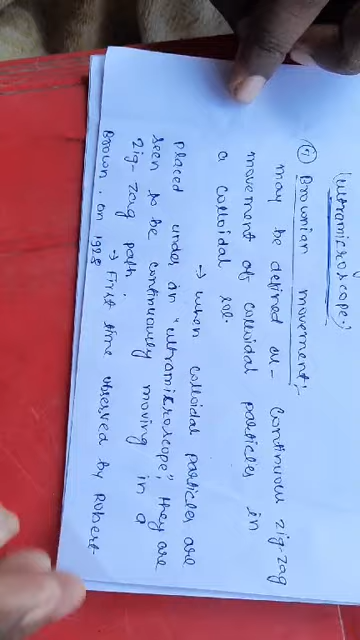 (ultramicroscope;)
⑦ Brownian movement:-
may be defined as- continuous zig-zag
movement of colloidal particles in
a colloidal sol.
→ when colloidal particles are
placed under an "ultramicroscope"; they are
seen to be continuously moving in a
zig-zag path.
→ First time observed by Robert
Brown. on 1928